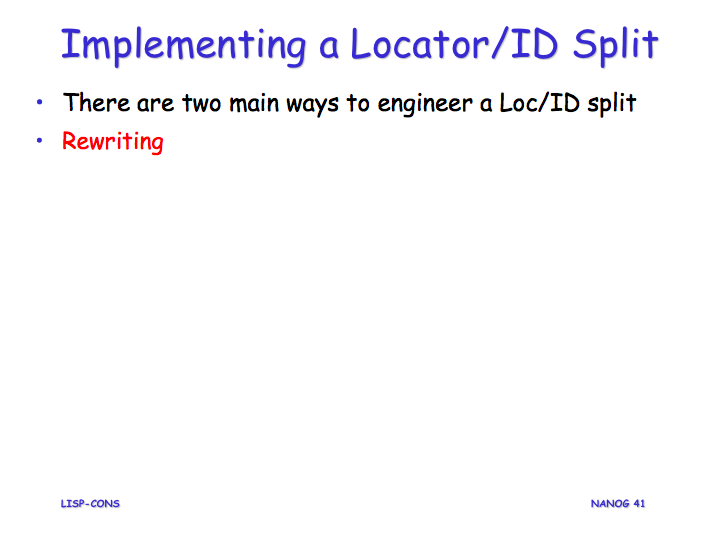 Implementing a Locator/ID Split
• There are two main ways to engineer a Loc/ID split
• Rewriting
LISP-CONS
NANOG 41